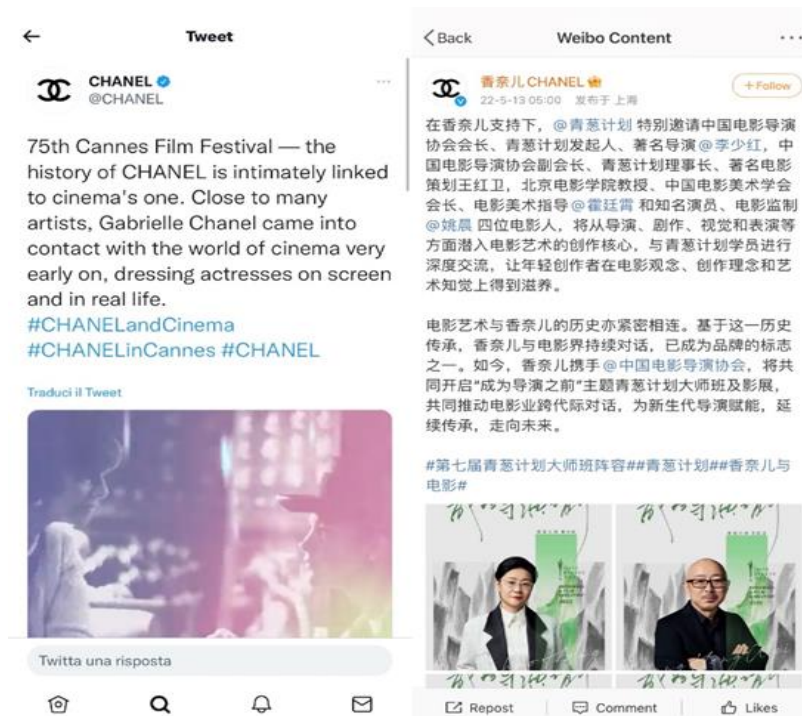 Tweet
CHANEL
@CHANEL
75th Cannes Film Festival — the
history of CHANEL is intimately linked
to cinema's one. Close to many
artists, Gabrielle Chanel came into
contact with the world of cinema very
early on, dressing actresses on screen
and in real life.
#CHANELandCinema
#CHANELinCannes #CHANEL
Traduci il Tweet
Twitta una risposta
Back
Weibo Content
香奈儿CHANEL
+Follow
22-5-13 05:00 发布于 上海
在香奈儿支持下，@青葱计划 特别邀请中国电影导演
协会会长、青葱计划发起人、著名导演@李少红，中
国电影导演协会副会长、青葱计划理事长、著名电影
策划王红卫，北京电影学院教授、中国电影美术学会
会长、电影美术指导@霍廷霄 和知名演员、电影监制
@姚晨 四位电影人，将从导演、剧作、视觉和表演等
方面潜入电影艺术的创作核心，与青葱计划学员进行
深度交流，让年轻创作者在电影观念、创作理念和艺
术知觉上得到滋养。
电影艺术与香奈儿的历史亦紧密相连。基于这一历史
传承，香奈儿与电影界持续对话，已成为品牌的标志
之一。如今，香奈儿携手@中国电影导演协会，将共
同开启“成为导演之前”主题青葱计划大师班及影展，
共同推动电影业跨代际对话，为新生代导演赋能，延
续传承，走向未来。
#第七届青葱计划大师班阵容##青葱计划##香奈儿与
电影#
Repost
Comment
Likes